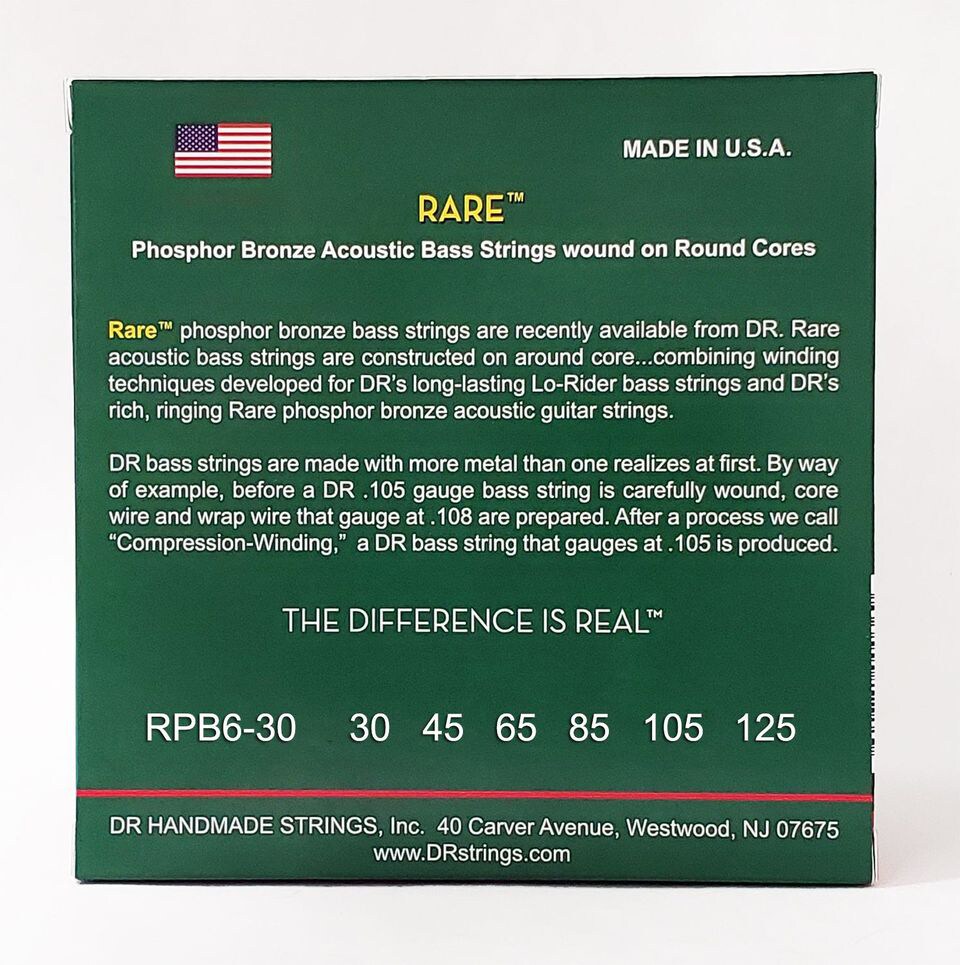 MADE IN U.S.A.
RARE™
Phosphor Bronze Acoustic Bass Strings wound on Round Cores
Rare™ phosphor bronze bass strings are recently available from DR. Rare
acoustic bass strings are constructed on around core...combining winding
techniques developed for DR's long-lasting Lo-Rider bass strings and DR's
rich, ringing Rare phosphor bronze acoustic guitar strings.
DR bass strings are made with more metal than one realizes at first. By way
of example, before a DR .105 gauge bass string is carefully wound, core
wire and wrap wire that gauge at .108 are prepared. After a process we call
“Compression-Winding,” a DR bass string that gauges at .105 is produced.
THE DIFFERENCE IS REAL™
RPB6-30 30 45 65 85 105 125
DR HANDMADE STRINGS, Inc. 40 Carver Avenue, Westwood, NJ 07675
www.DRstrings.com